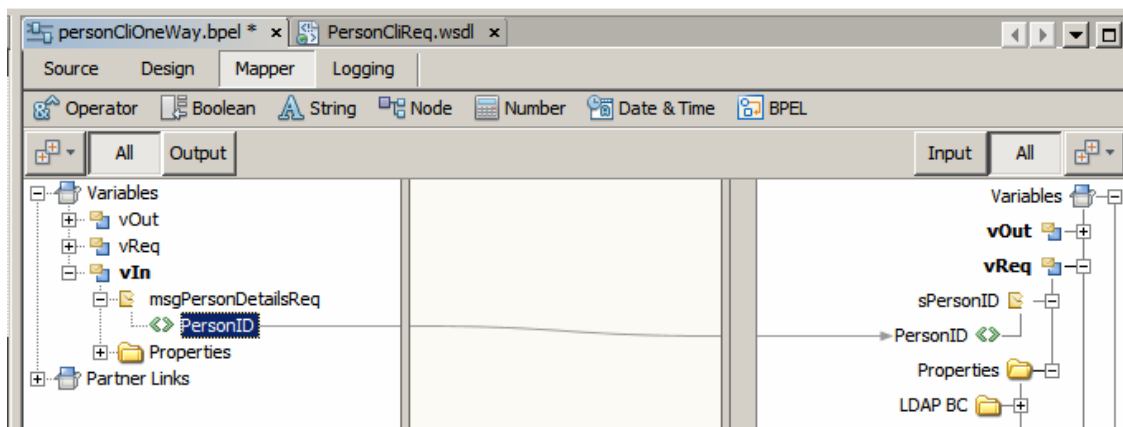 personCliOneWay.bpel * x PersonCliReq.wsdl x
Source Design Mapper Logging
Operator Boolean String Node Number Date & Time BPEL
All Output Input All
Variables Variables
vOut vOut
vReq vReq
vIn sPersonID
msgPersonDetailsReq PersonID
PersonID Properties
Properties LDAP BC
Partner Links